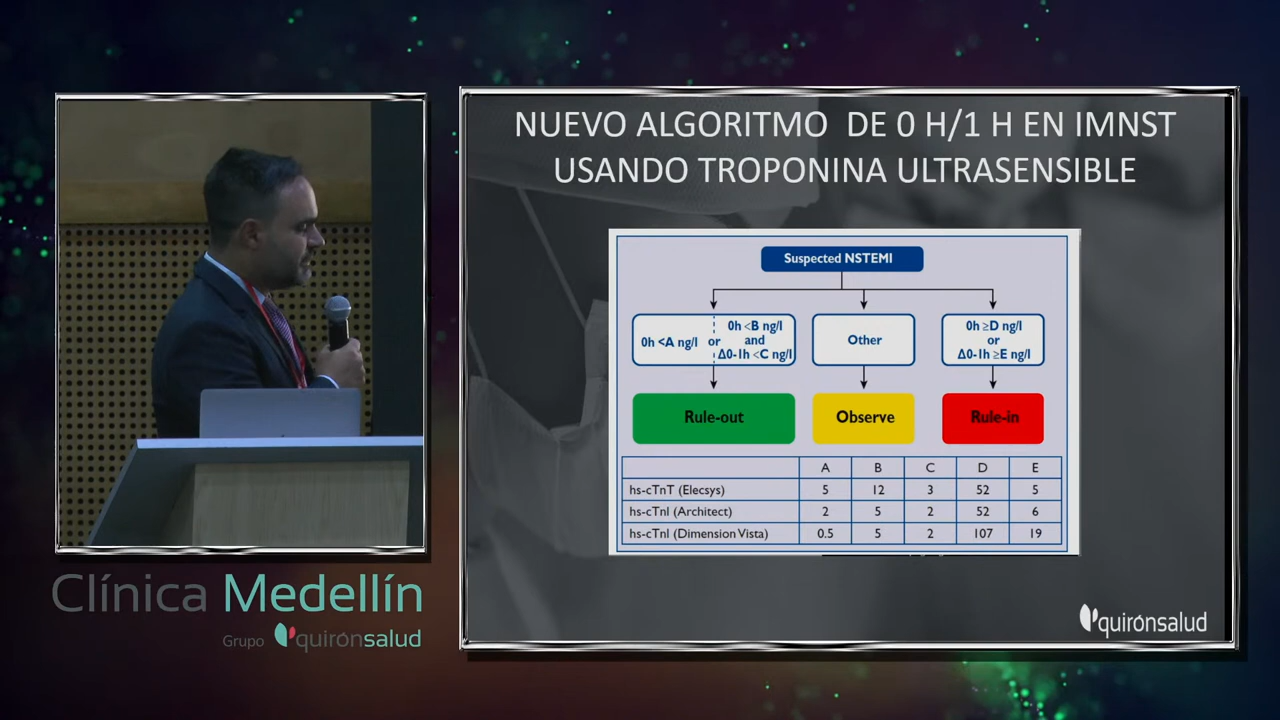 NUEVO ALGORITMO DE 0 H/1 H EN IMNST
USANDO TROPONINA ULTRASENSIBLE
Suspected NSTEMI
0h <A ng/l or 0h <B ng/l
and
Δ0-1h <C ng/l
Other
0h ≥D ng/l
or
Δ0-1h ≥E ng/l
Rule-out
Observe
Rule-in
A B C D E
hs-cTnT (Elecsys) 5 12 3 52 5
hs-cTnI (Architect) 2 5 2 52 6
hs-cTnI (Dimension Vista) 0.5 5 2 107 19
Clínica Medellín
Grupo quirónsalud
quirónsalud